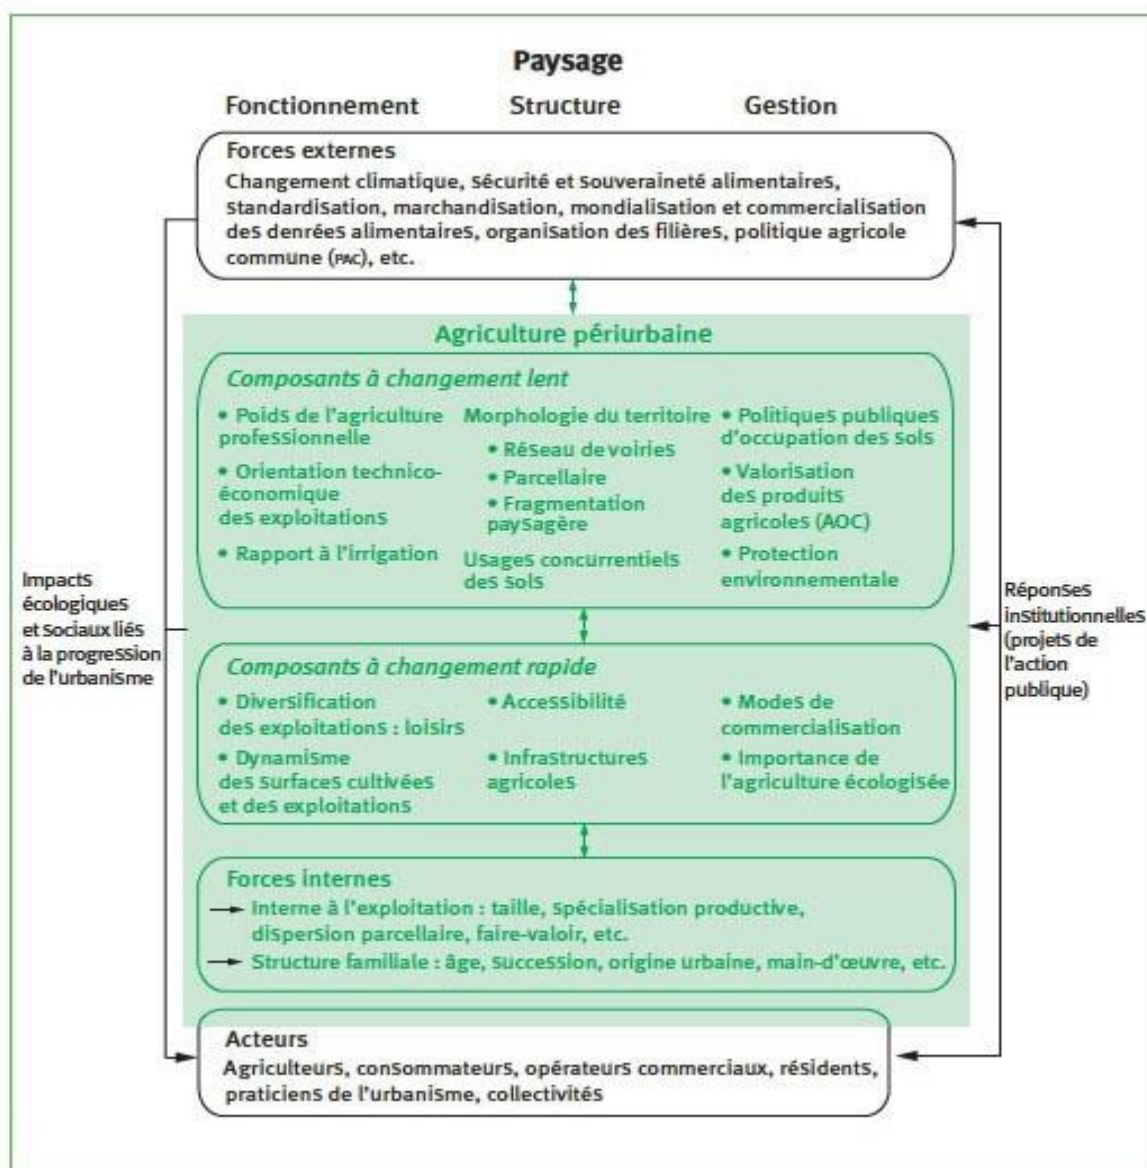 Paysage
Fonctionnement Structure Gestion
Forces externes
Changement climatique, sécurité et souveraineté alimentaires,
standardisation, marchandisation, mondialisation et commercialisation
des denrées alimentaires, organisation des filières, politique agricole
commune (PAC), etc.
Agriculture périurbaine
Composants à changement lent
• Poids de l'agriculture
professionnelle
• Orientation technico-
économique
des exploitations
• Rapport à l'irrigation
Morphologie du territoire
• Réseau de voiries
• Parcellaire
• Fragmentation
paysagère
Usages concurrentiels
des sols
• Politiques publiques
d'occupation des sols
• Valorisation
des produits
agricoles (AOC)
• Protection
environnementale
Impacts
écologiques
et sociaux liés
à la progression
de l'urbanisme
Réponses
institutionnelles
(projets de
l'action
publique)
Composants à changement rapide
• Diversification
des exploitations : loisirs
• Dynamisme
des surfaces cultivées
et des exploitations
• Accessibilité
• Infrastructures
agricoles
• Modes de
commercialisation
• Importance de
l'agriculture écologisée
Forces internes
→ Interne à l'exploitation : taille, spécialisation productive,
dispersion parcellaire, faire-valoir, etc.
→ Structure familiale : âge, succession, origine urbaine, main-d'œuvre, etc.
Acteurs
Agriculteurs, consommateurs, opérateurs commerciaux, résidents,
praticiens de l'urbanisme, collectivités